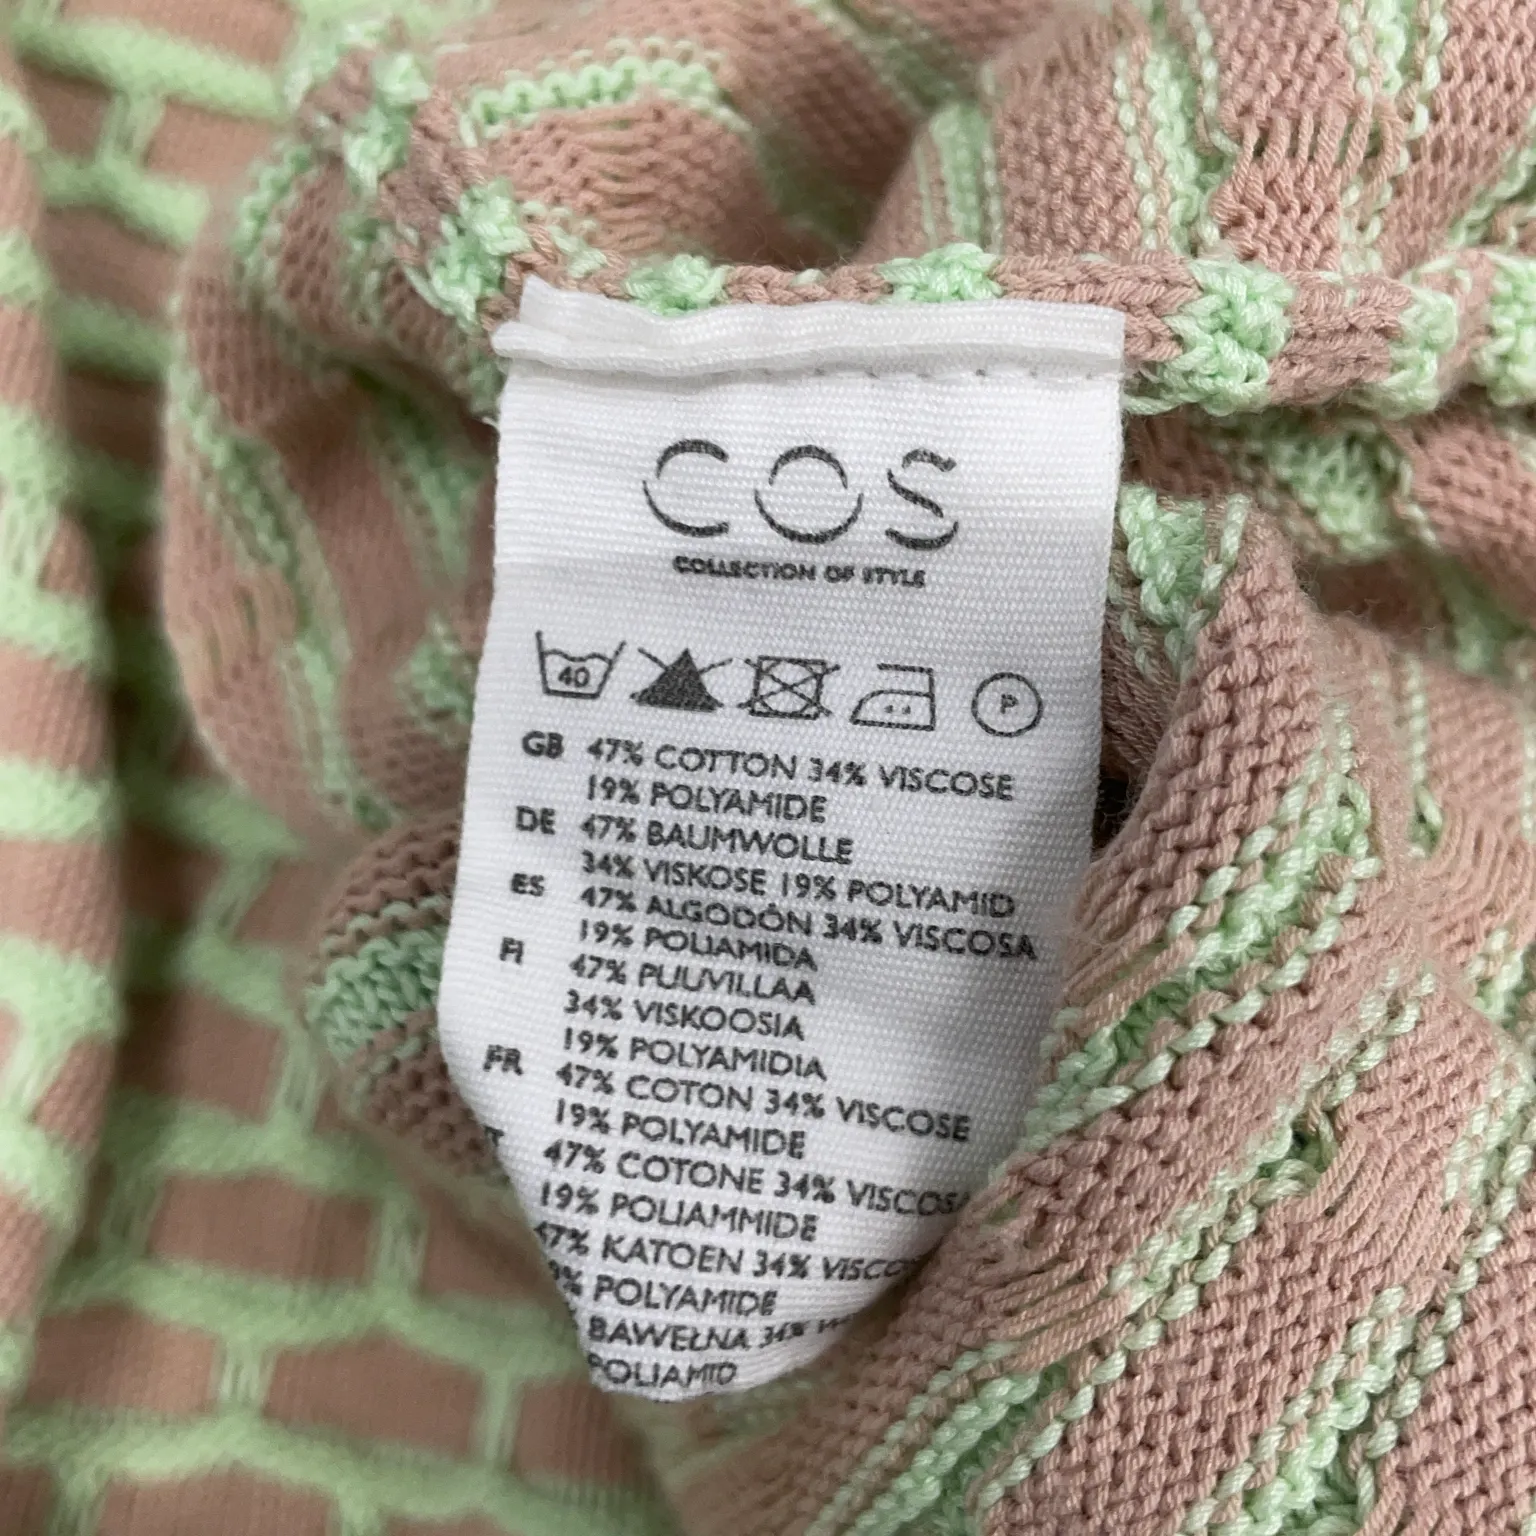 COS
COLLECTION OF STYLE
40 P
GB 47% COTTON 34% VISCOSE
19% POLYAMIDE
DE 47% BAUMWOLLE
34% VISKOSE 19% POLYAMID
ES 47% ALGODÓN 34% VISCOSA
19% POLIAMIDA
FI 47% PUUVILLAA
34% VISKOOSIA
19% POLYAMIDIA
FR 47% COTON 34% VISCOSE
19% POLYAMIDE
47% COTONE 34% VISCOSA
19% POLIAMMIDE
47% KATOEN 34%
POLYAMIDE
BAWEŁNA 34%
POLIAMID